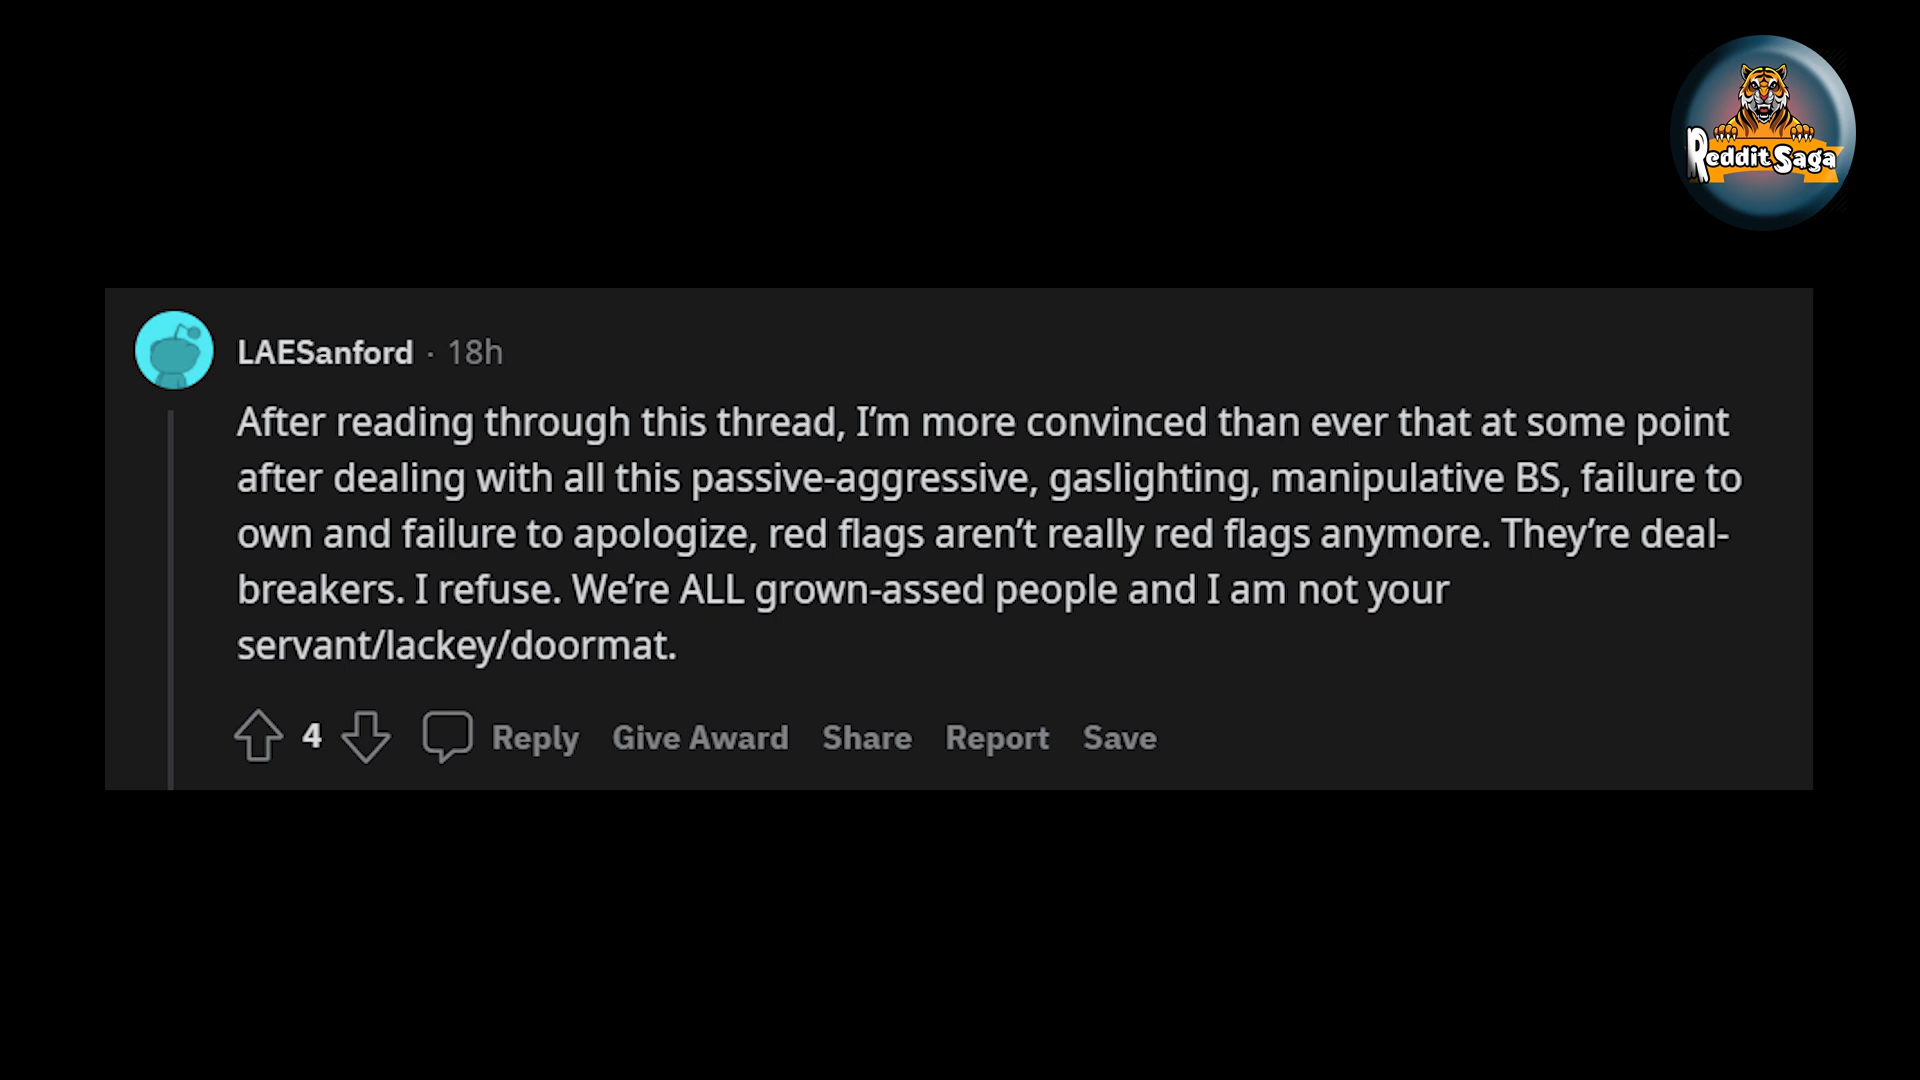 Reddit Saga
LAESanford · 18h
After reading through this thread, I’m more convinced than ever that at some point
after dealing with all this passive-aggressive, gaslighting, manipulative BS, failure to
own and failure to apologize, red flags aren’t really red flags anymore. They’re deal-
breakers. I refuse. We’re ALL grown-assed people and I am not your
servant/lackey/doormat.
4 Reply Give Award Share Report Save